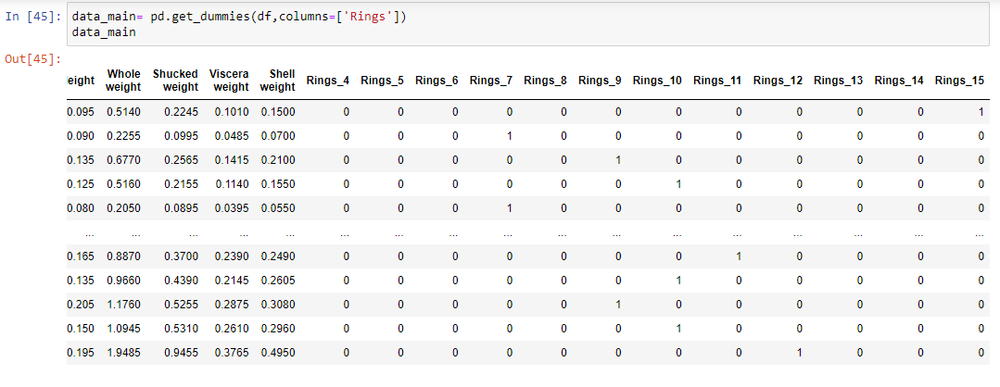 In [45]: data_main= pd.get_dummies(df,columns=['Rings'])
data_main
Out[45]:
eight Whole weight Shucked weight Viscera weight Shell weight Rings_4 Rings_5 Rings_6 Rings_7 Rings_8 Rings_9 Rings_10 Rings_11 Rings_12 Rings_13 Rings_14 Rings_15
0.095 0.5140 0.2245 0.1010 0.1500 0 0 0 0 0 0 0 0 0 0 0 1
0.090 0.2255 0.0995 0.0485 0.0700 0 0 0 1 0 0 0 0 0 0 0 0
0.135 0.6770 0.2565 0.1415 0.2100 0 0 0 0 0 1 0 0 0 0 0 0
0.125 0.5160 0.2155 0.1140 0.1550 0 0 0 0 0 0 1 0 0 0 0 0
0.080 0.2050 0.0895 0.0395 0.0550 0 0 0 1 0 0 0 0 0 0 0 0
... ... ... ... ... ... ... ... ... ... ... ... ... ... ... ... ...
0.165 0.8870 0.3700 0.2390 0.2490 0 0 0 0 0 0 0 1 0 0 0 0
0.135 0.9660 0.4390 0.2145 0.2605 0 0 0 0 0 0 1 0 0 0 0 0
0.205 1.1760 0.5255 0.2875 0.3080 0 0 0 0 0 1 0 0 0 0 0 0
0.150 1.0945 0.5310 0.2610 0.2960 0 0 0 0 0 0 1 0 0 0 0 0
0.195 1.9485 0.9455 0.3765 0.4950 0 0 0 0 0 0 0 0 1 0 0 0